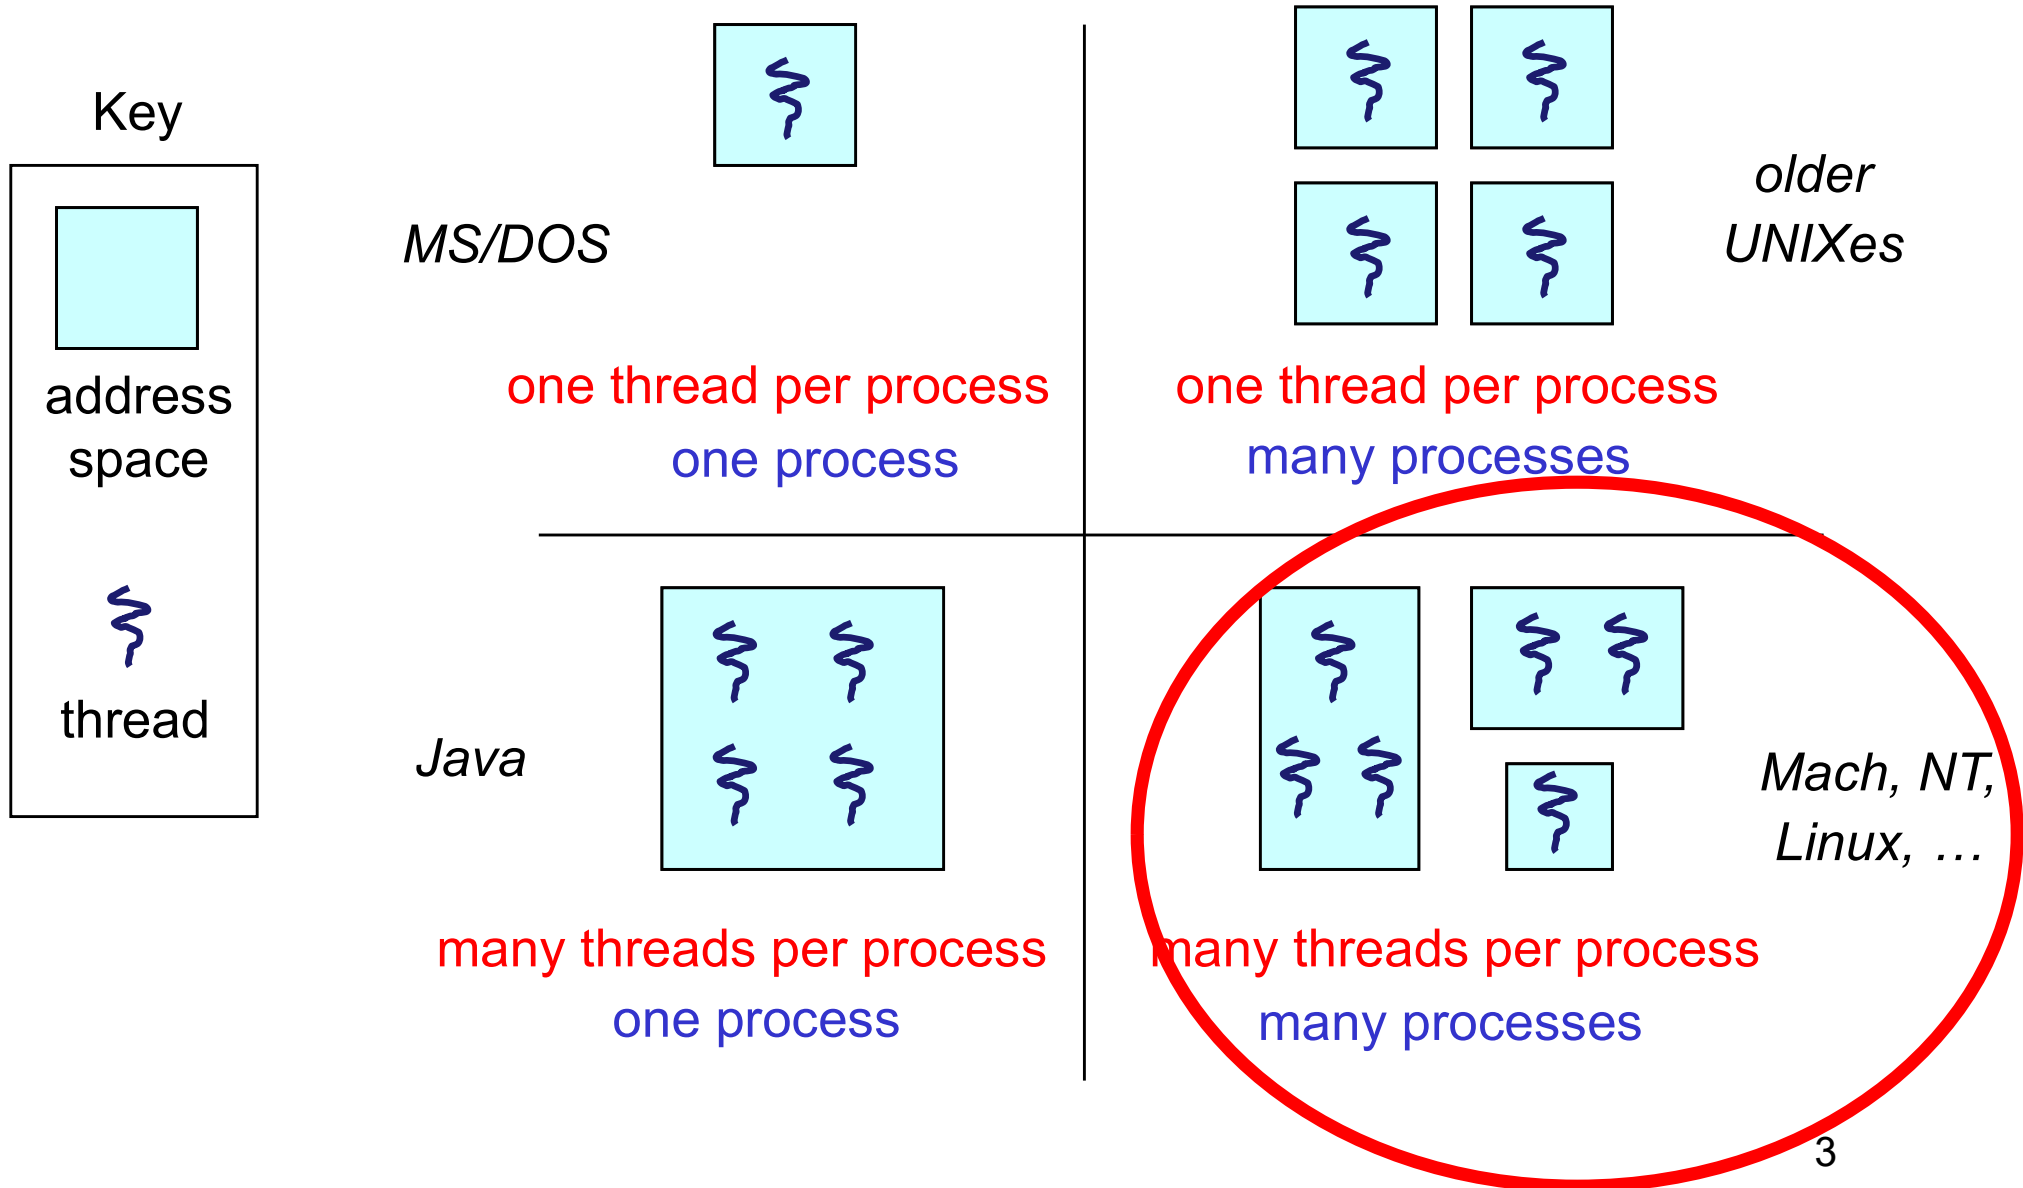 Key
address
space
thread
MS/DOS
one thread per process
one process
older
UNIXes
one thread per process
many processes
Java
many threads per process
one process
Mach, NT,
Linux, …
many threads per process
many processes
3